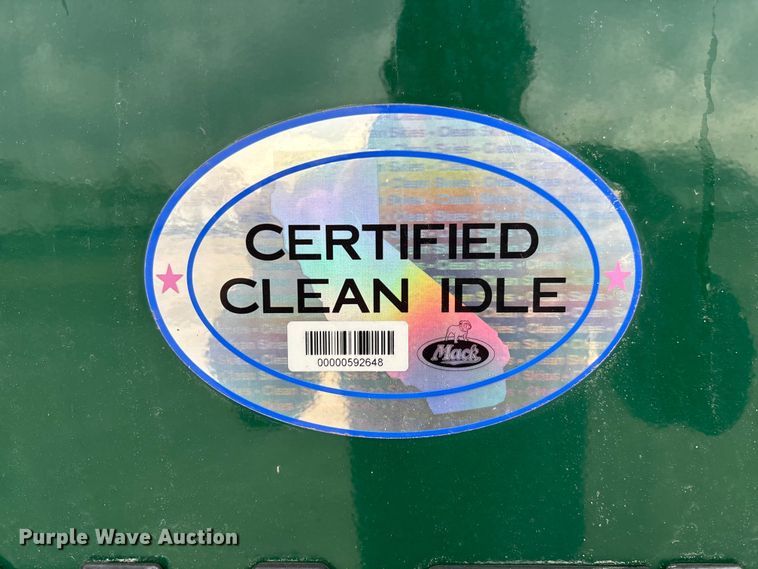 CERTIFIED
CLEAN IDLE
00000592648
Mack
Purple Wave Auction